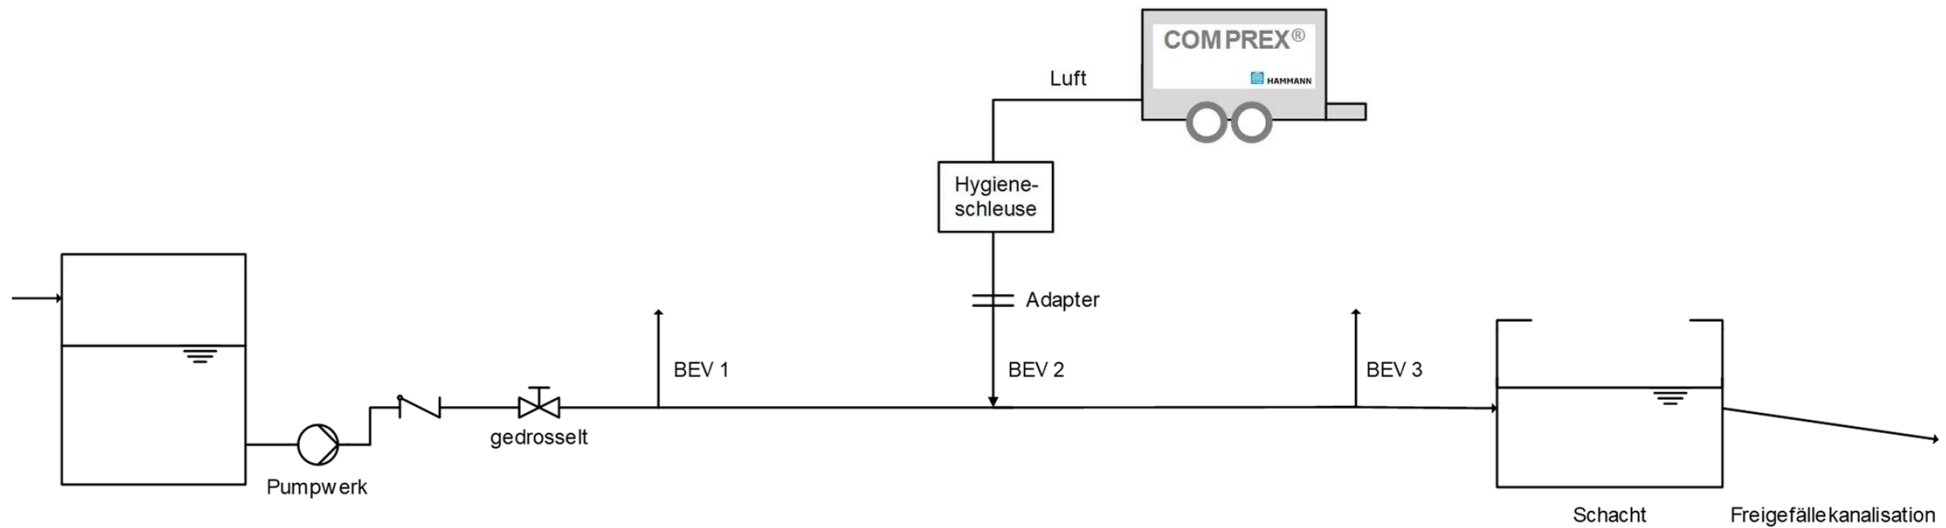 COMPREX®
HAMMANN
Luft
Hygiene-
schleuse
Adapter
BEV 1
BEV 2
BEV 3
gedrosselt
Pumpwerk
Schacht
Freigefällekanalisation